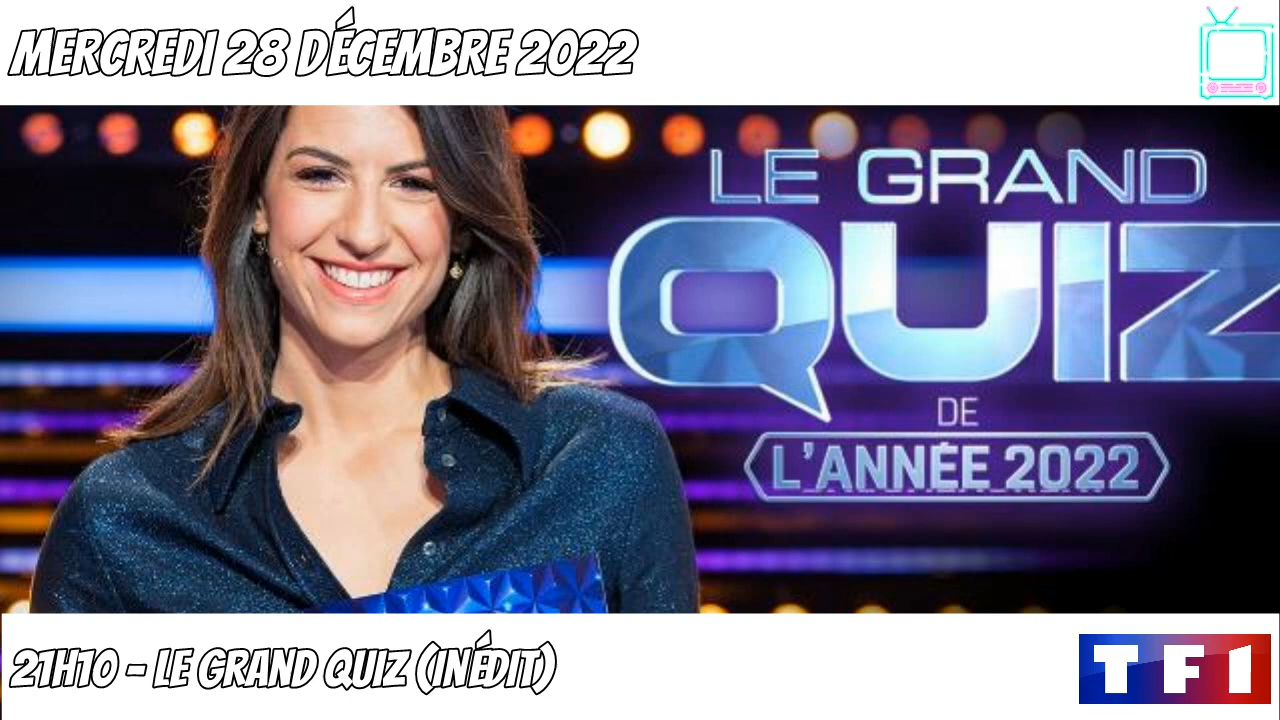 MERCREDI 28 DÉCEMBRE 2022
LE GRAND
QUIZ
DE
L'ANNÉE 2022
21H10 - LE GRAND QUIZ (INÉDIT)
TF1